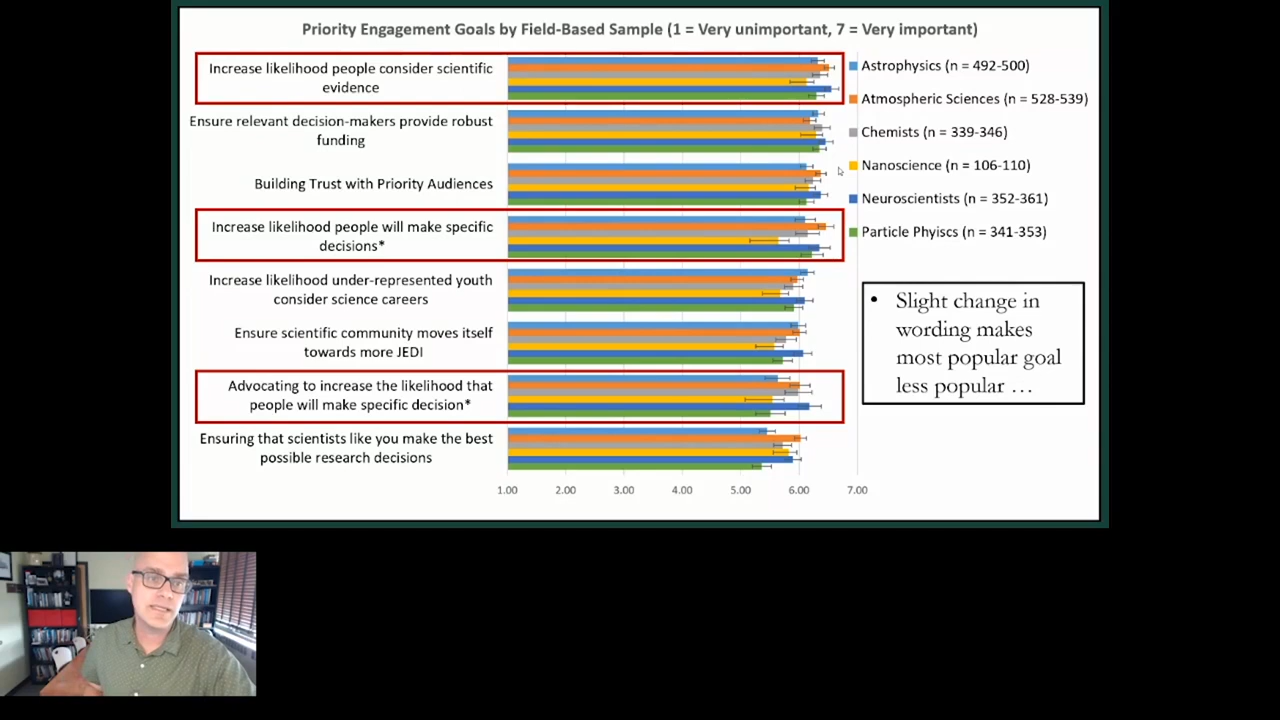 Priority Engagement Goals by Field-Based Sample (1 = Very unimportant, 7 = Very important)
Increase likelihood people consider scientific
evidence
Ensure relevant decision-makers provide robust
funding
Building Trust with Priority Audiences
Increase likelihood people will make specific
decisions*
Increase likelihood under-represented youth
consider science careers
Ensure scientific community moves itself
towards more JEDI
Advocating to increase the likelihood that
people will make specific decision*
Ensuring that scientists like you make the best
possible research decisions
1.00 2.00 3.00 4.00 5.00 6.00 7.00
Astrophysics (n = 492-500)
Atmospheric Sciences (n = 528-539)
Chemists (n = 339-346)
Nanoscience (n = 106-110)
Neuroscientists (n = 352-361)
Particle Phyiscs (n = 341-353)
• Slight change in
wording makes
most popular goal
less popular …